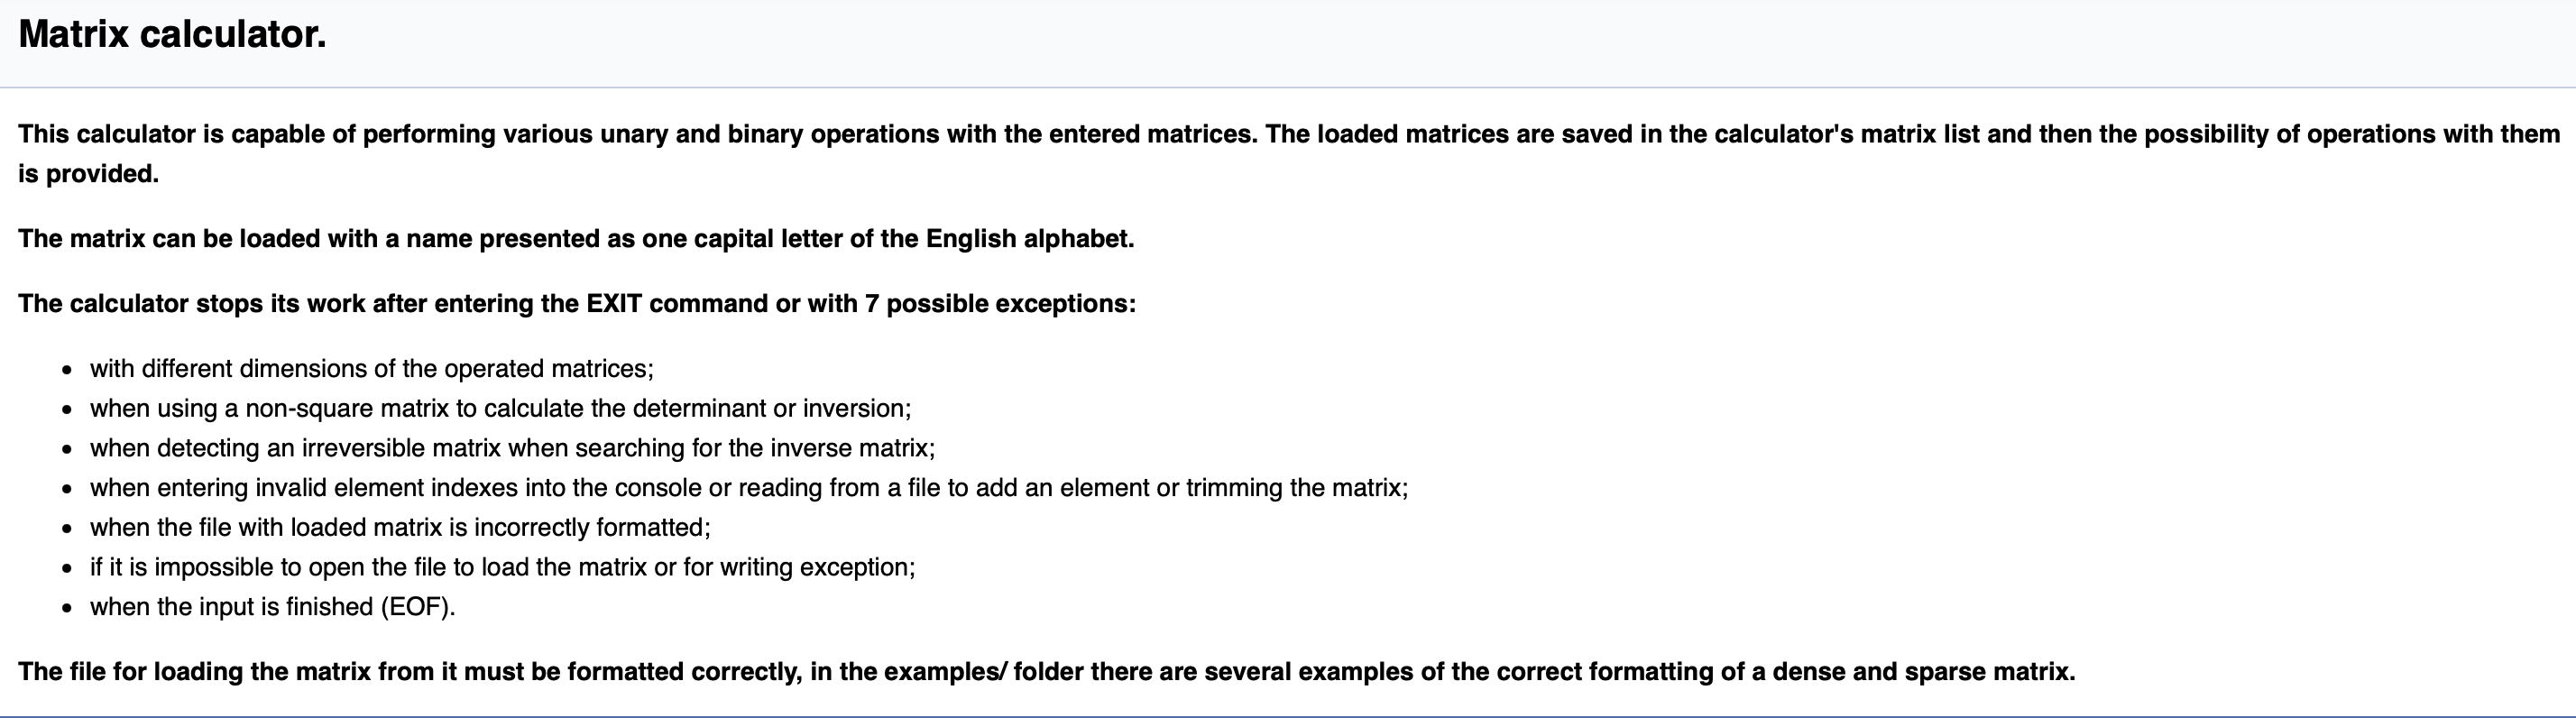 Matrix calculator.
This calculator is capable of performing various unary and binary operations with the entered matrices. The loaded matrices are saved in the calculator's matrix list and then the possibility of operations with them
is provided.
The matrix can be loaded with a name presented as one capital letter of the English alphabet.
The calculator stops its work after entering the EXIT command or with 7 possible exceptions:
• with different dimensions of the operated matrices;
• when using a non-square matrix to calculate the determinant or inversion;
• when detecting an irreversible matrix when searching for the inverse matrix;
• when entering invalid element indexes into the console or reading from a file to add an element or trimming the matrix;
• when the file with loaded matrix is incorrectly formatted;
• if it is impossible to open the file to load the matrix or for writing exception;
• when the input is finished (EOF).
The file for loading the matrix from it must be formatted correctly, in the examples/ folder there are several examples of the correct formatting of a dense and sparse matrix.